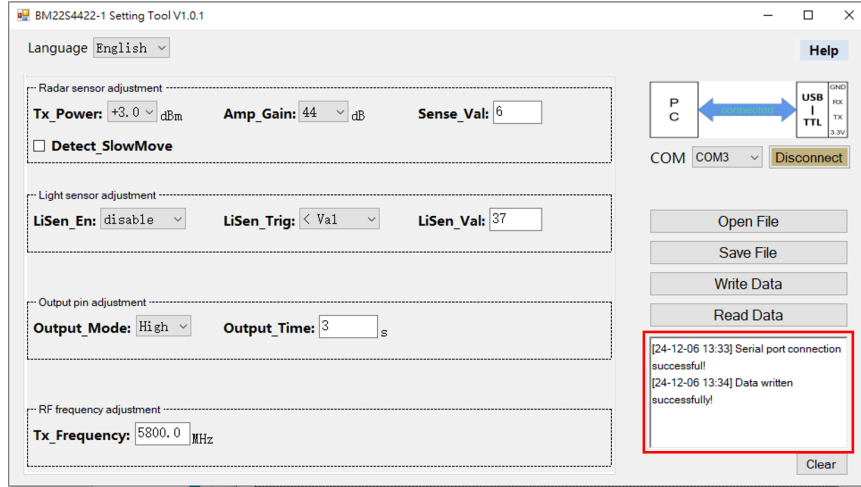 BM22S4422-1 Setting Tool V1.0.1
Language English
Help
Radar sensor adjustment
Tx_Power: +3.0 dBm Amp_Gain: 44 dB Sense_Val: 6
Detect_SlowMove
Light sensor adjustment
LiSen_En: disable LiSen_Trig: < Val LiSen_Val: 37
Output pin adjustment
Output_Mode: High Output_Time: 3 s
RF frequency adjustment
Tx_Frequency: 5800.0 MHz
PC
connected
USB | TTL
GND
RX
TX
3.3V
COM COM3 Disconnect
Open File
Save File
Write Data
Read Data
[24-12-06 13:33] Serial port connection
successful!
[24-12-06 13:34] Data written
successfully!
Clear